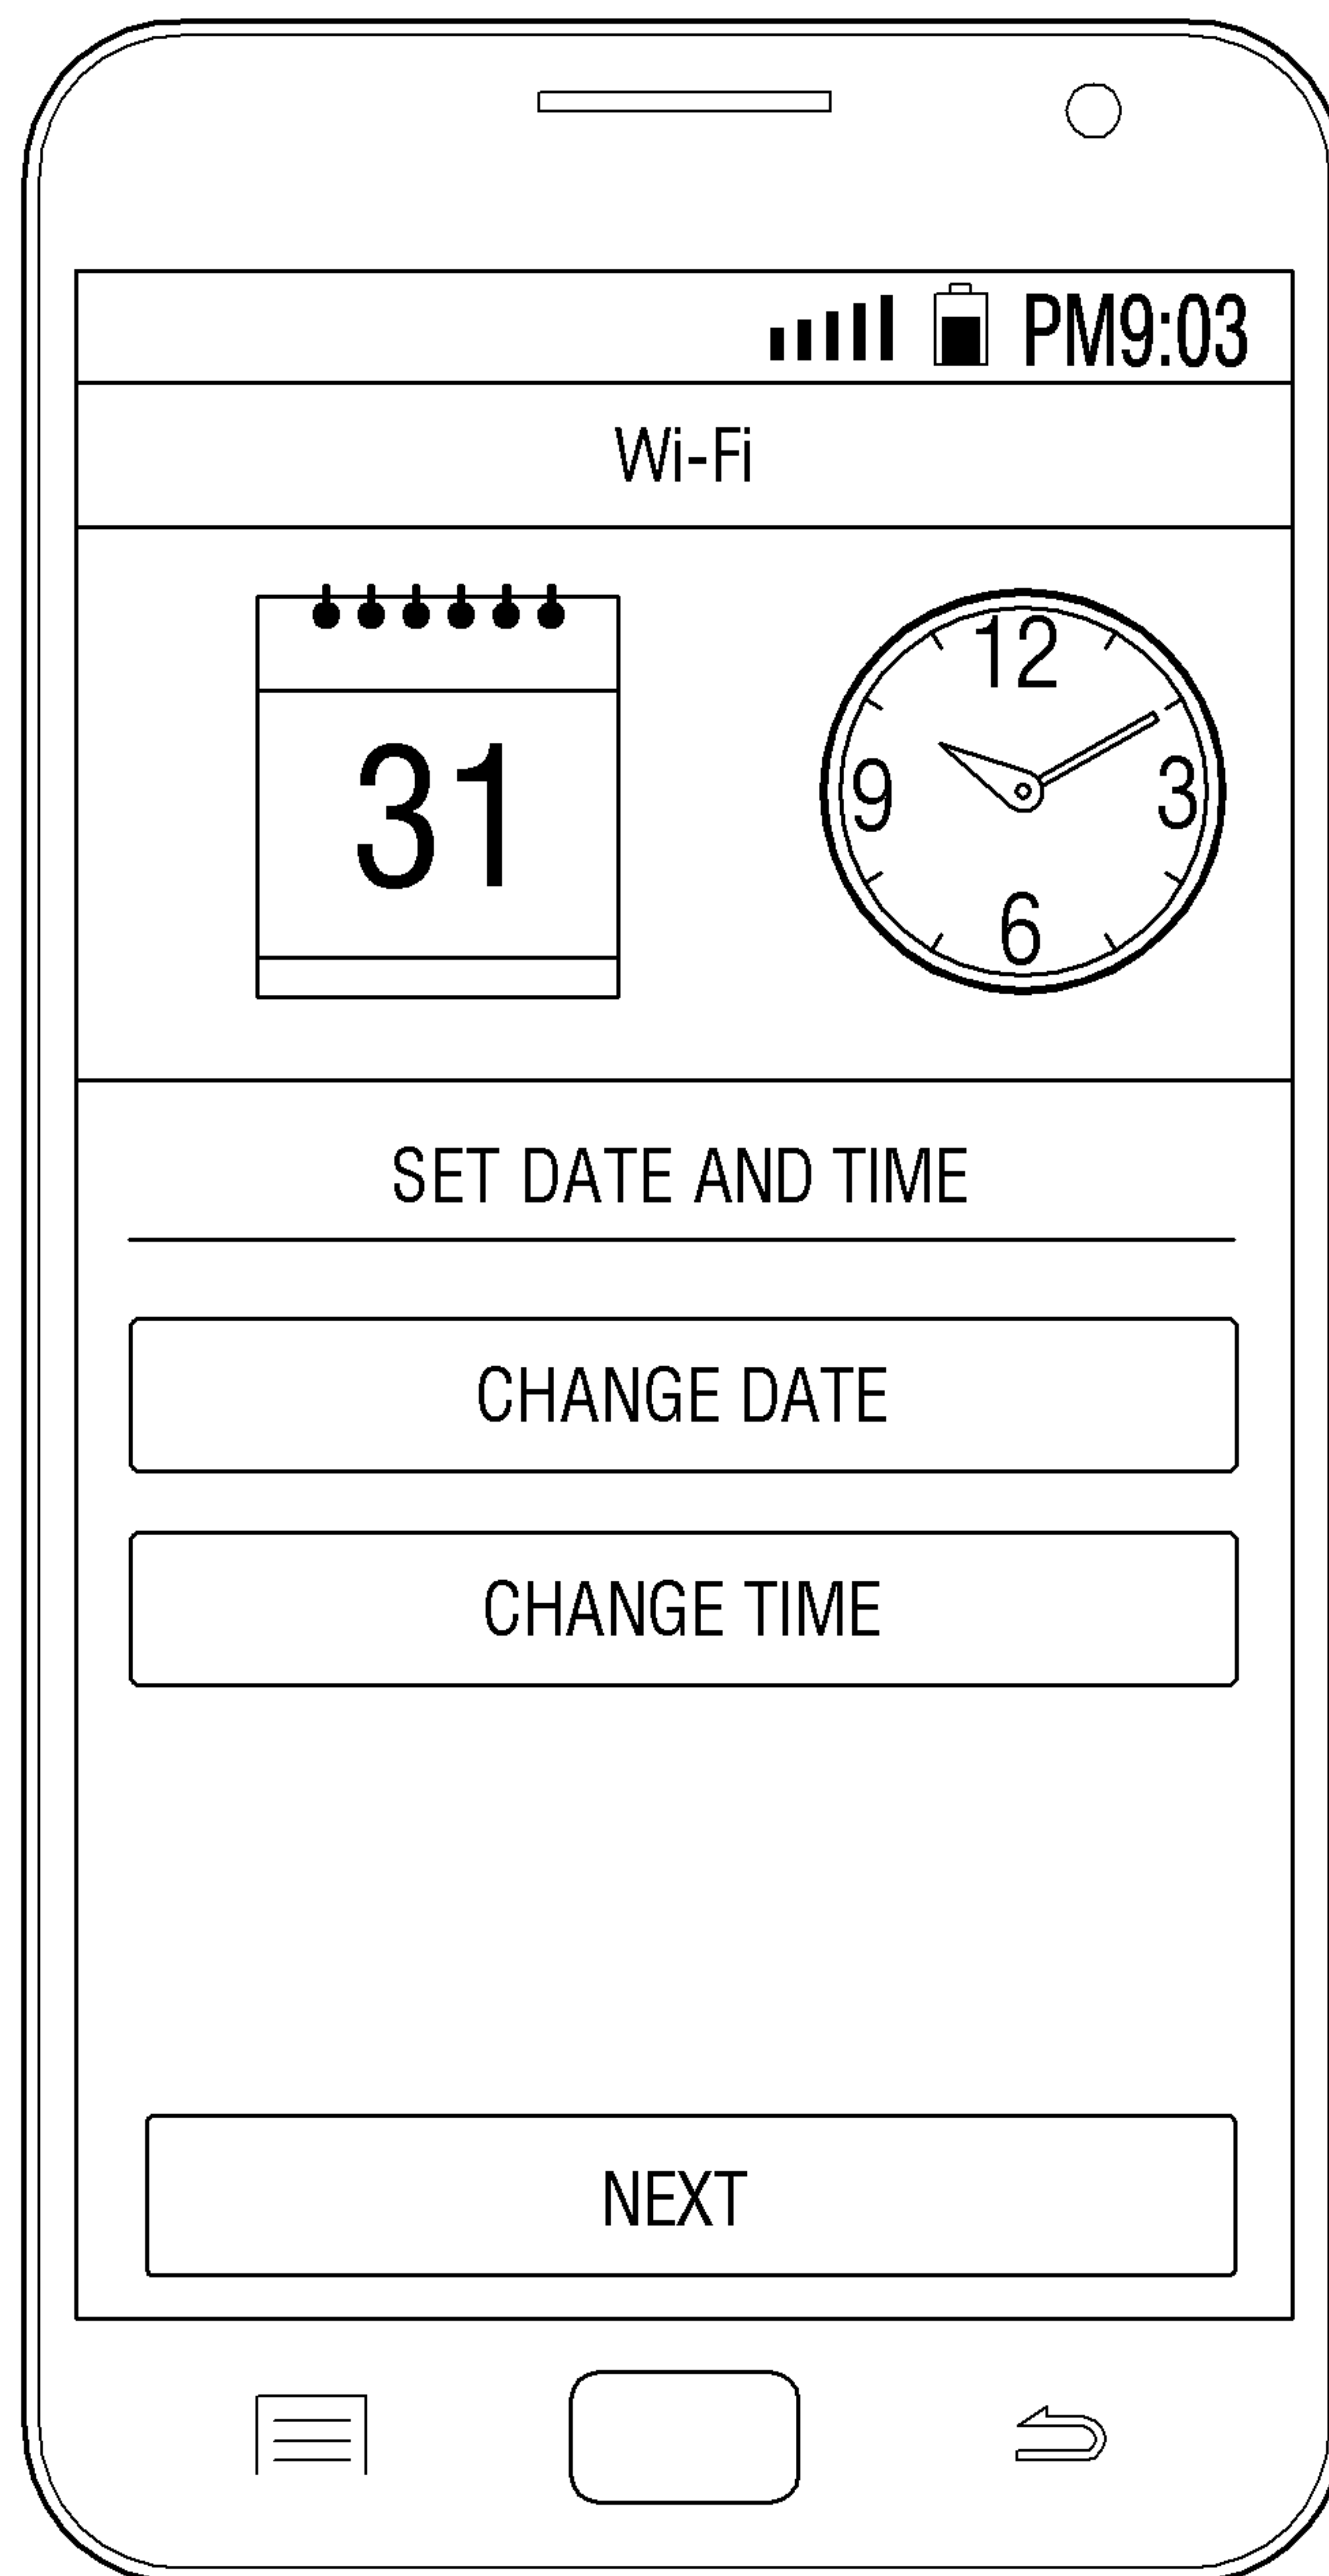 PM9:03
Wi-Fi
31
12
9
3
6
SET DATE AND TIME
CHANGE DATE
CHANGE TIME
NEXT